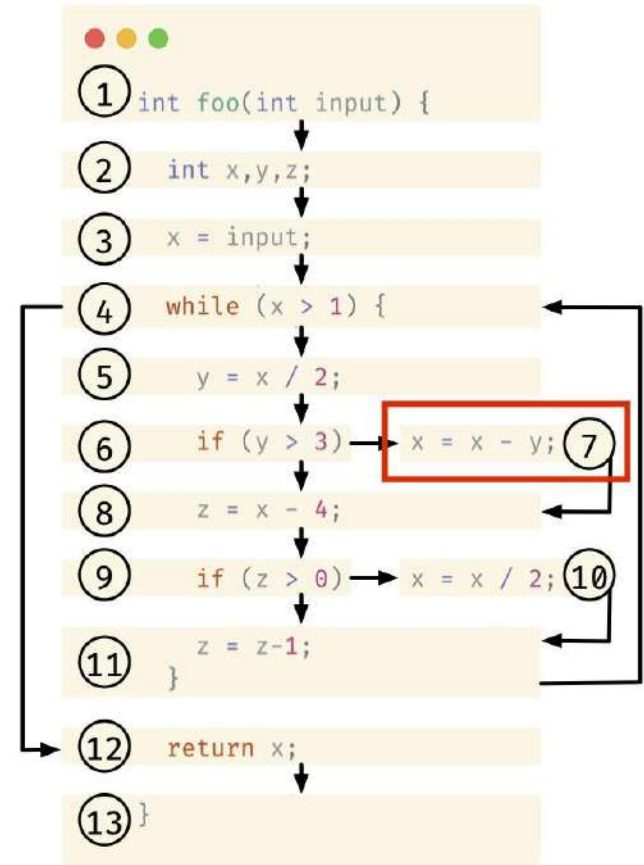 1 int foo(int input) {
2 int x,y,z;
3 x = input;
4 while (x > 1) {
5 y = x / 2;
6 if (y > 3) x = x - y; 7
8 z = x - 4;
9 if (z > 0) x = x / 2; 10
11 z = z-1;
}
12 return x;
13 }